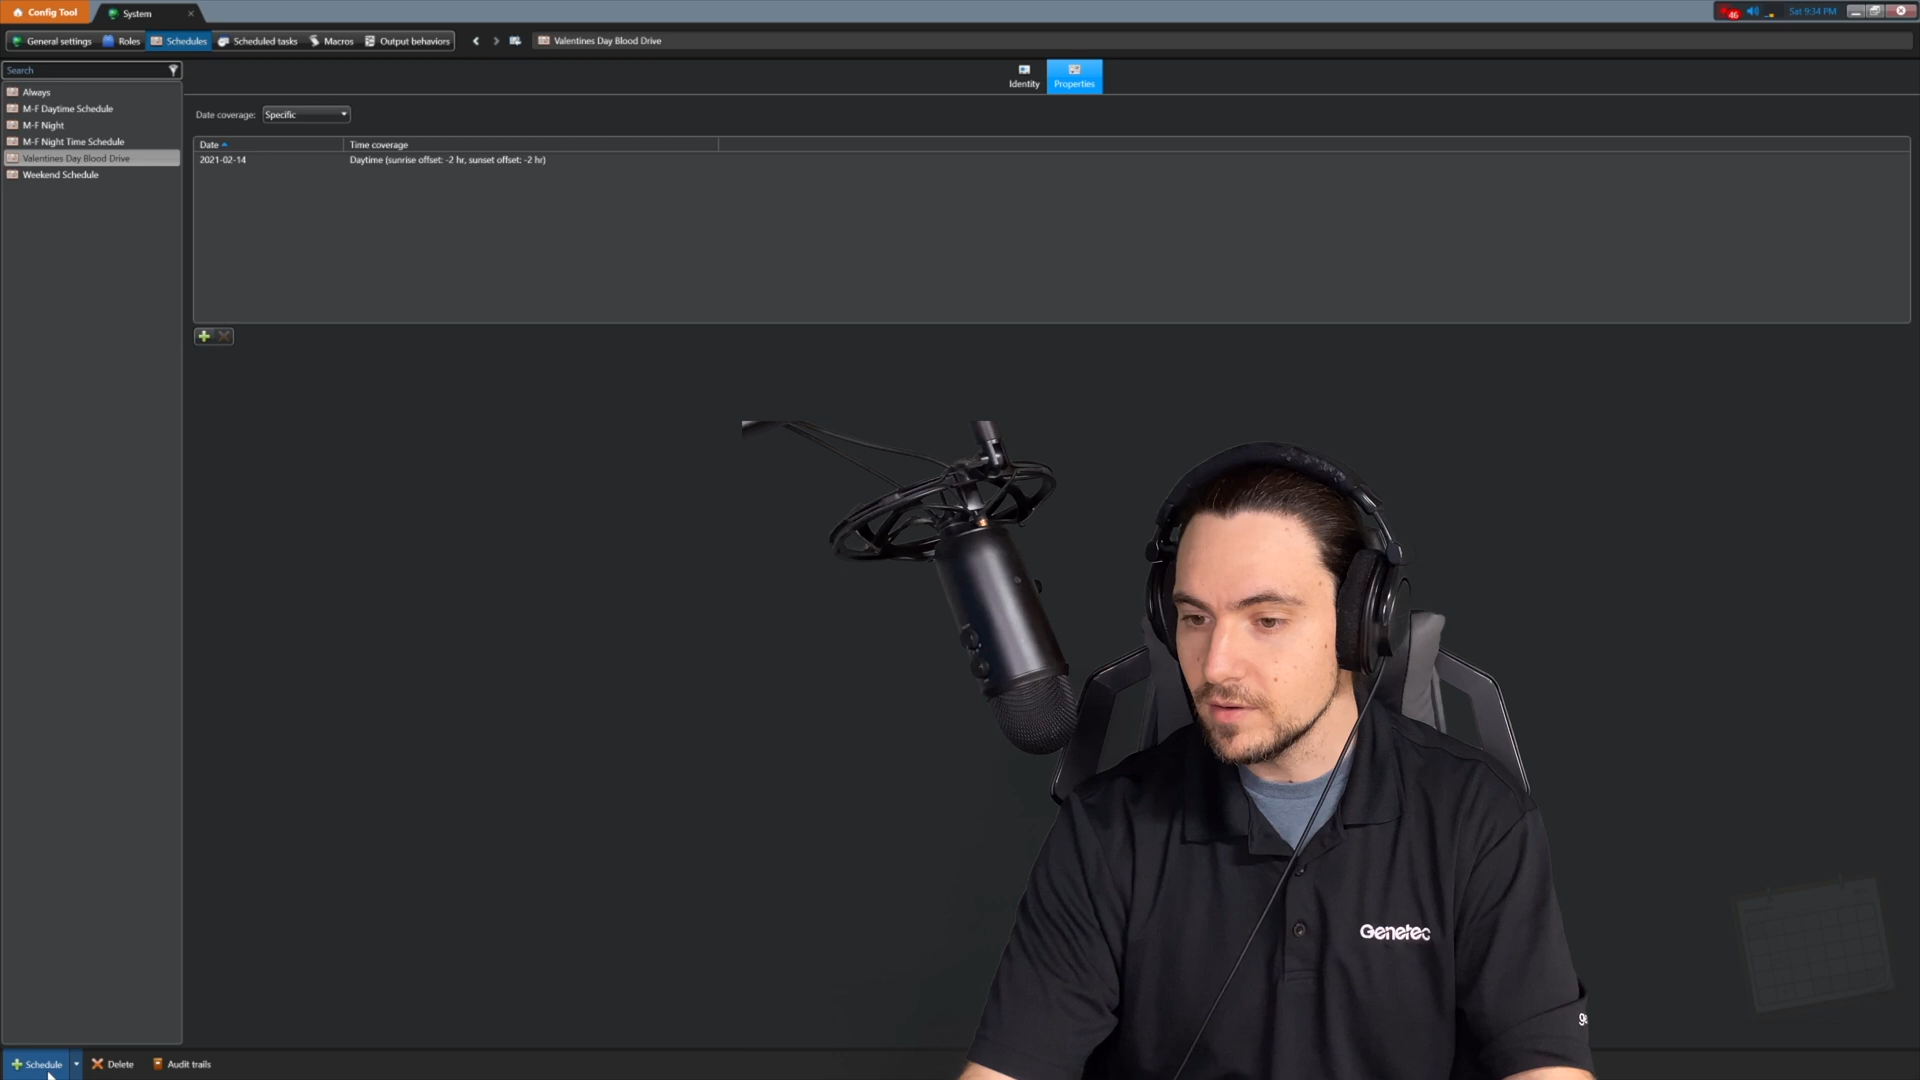 Config Tool
System
46
Sat 9:34 PM
General settings
Roles
Schedules
Scheduled tasks
Macros
Output behaviors
Valentines Day Blood Drive
Search
Always
M-F Daytime Schedule
M-F Night
M-F Night Time Schedule
Valentines Day Blood Drive
Weekend Schedule
Identity
Properties
Date coverage: Specific
Date Time coverage
2021-02-14 Daytime (sunrise offset: -2 hr, sunset offset: -2 hr)
Genetec
Schedule
Delete
Audit trails